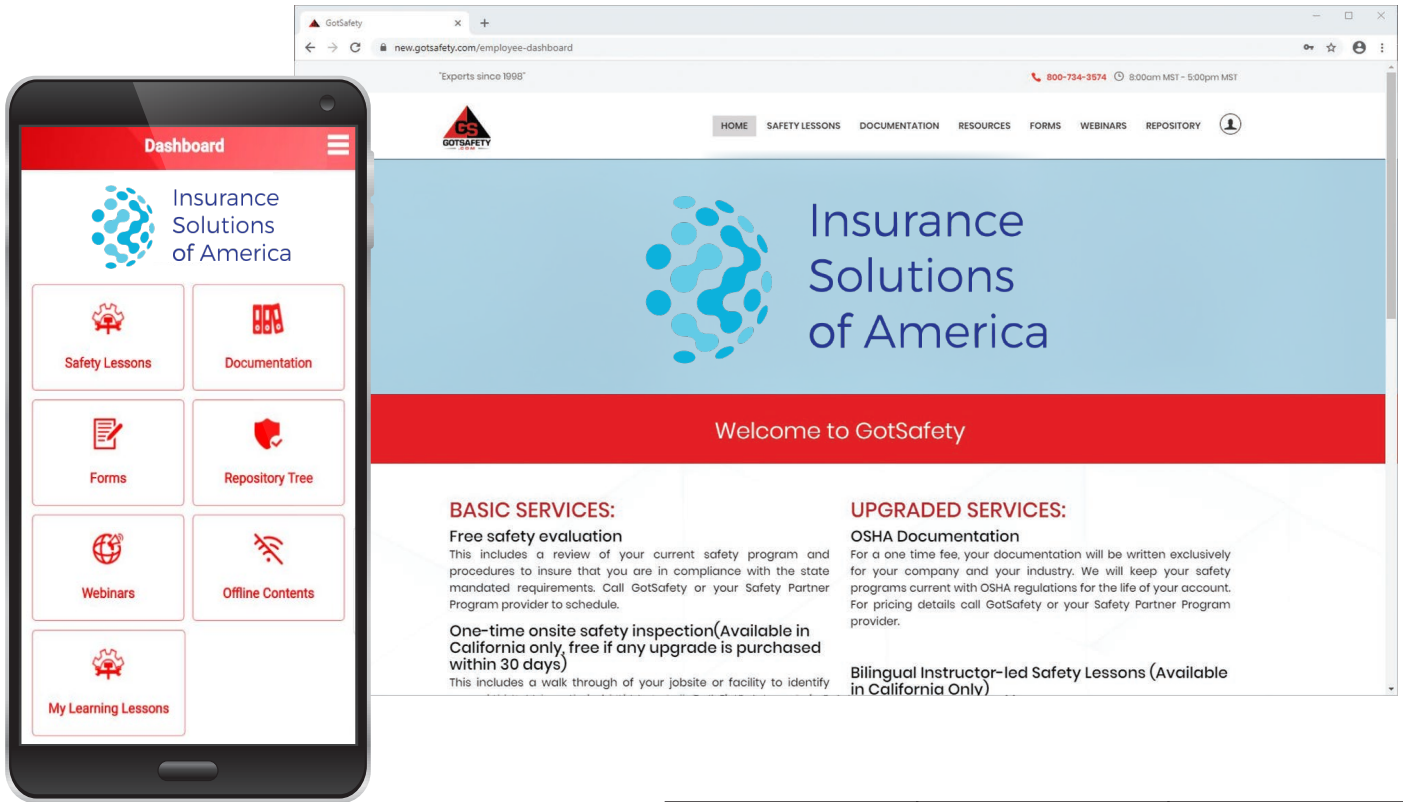 GotSafety
new.gotsafety.com/employee-dashboard
"Experts since 1998"
800-734-3574 8:00am MST - 5:00pm MST
GS
GOTSAFETY
.COM
HOME SAFETY LESSONS DOCUMENTATION RESOURCES FORMS WEBINARS REPOSITORY
Insurance
Solutions
of America
Welcome to GotSafety
BASIC SERVICES:
Free safety evaluation
This includes a review of your current safety program and
procedures to insure that you are in compliance with the state
mandated requirements. Call GotSafety or your Safety Partner
Program provider to schedule.
One-time onsite safety inspection(Available in
California only, free if any upgrade is purchased
within 30 days)
This includes a walk through of your jobsite or facility to identify
UPGRADED SERVICES:
OSHA Documentation
For a one time fee, your documentation will be written exclusively
for your company and your industry. We will keep your safety
programs current with OSHA regulations for the life of your account.
For pricing details call GotSafety or your Safety Partner Program
provider.
Bilingual Instructor-led Safety Lessons (Available
in California Only)
Dashboard
Insurance
Solutions
of America
Safety Lessons
Documentation
Forms
Repository Tree
Webinars
Offline Contents
My Learning Lessons